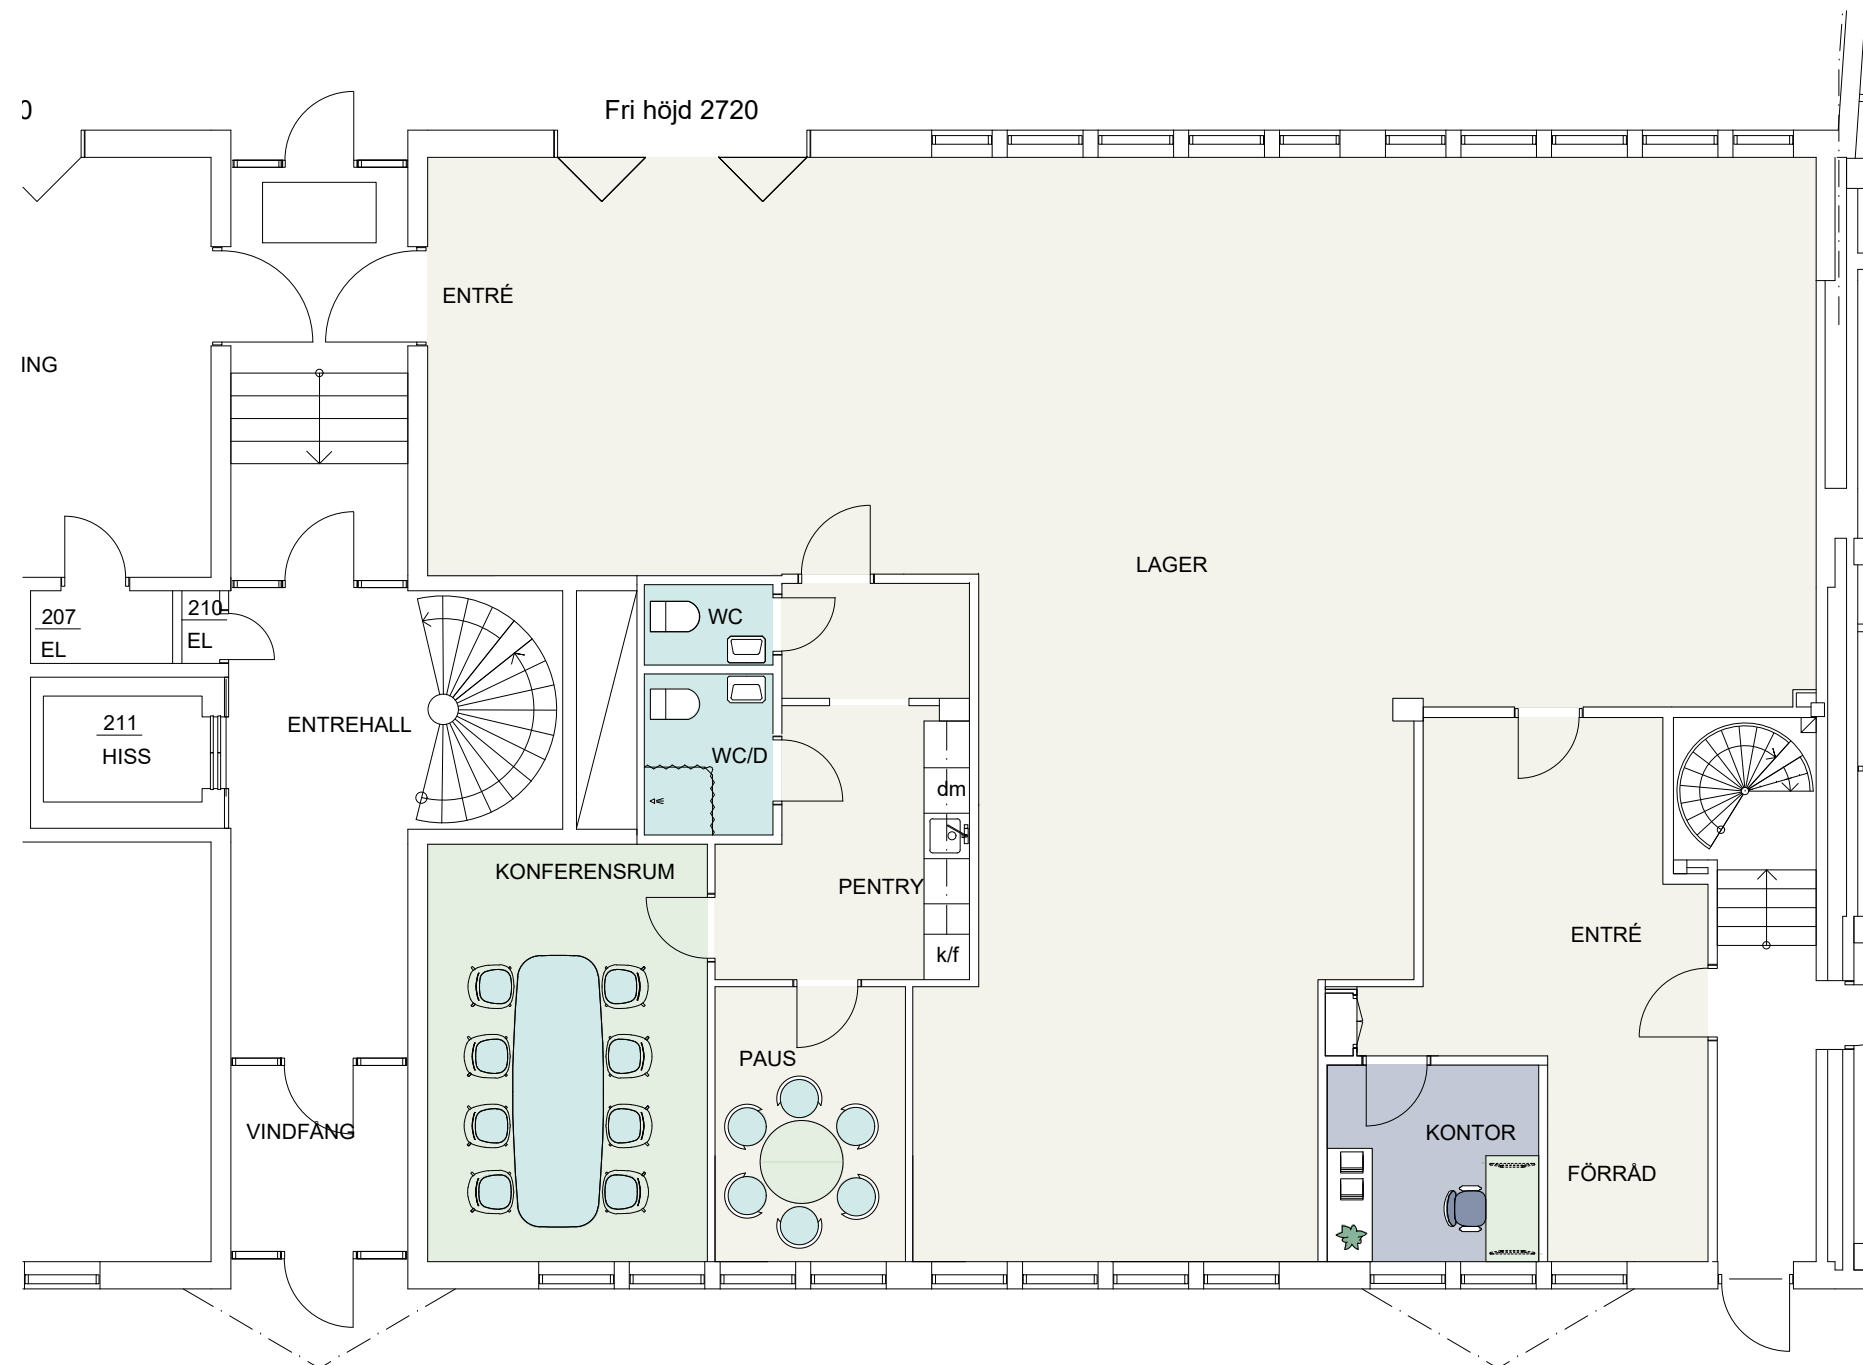 0
Fri höjd 2720
ENTRÉ
ING
LAGER
207
EL
210
EL
WC
211
HISS
ENTREHALL
WC/D
dm
KONFERENSRUM
PENTRY
k/f
ENTRÉ
PAUS
VINDFÅNG
KONTOR
FÖRRÅD